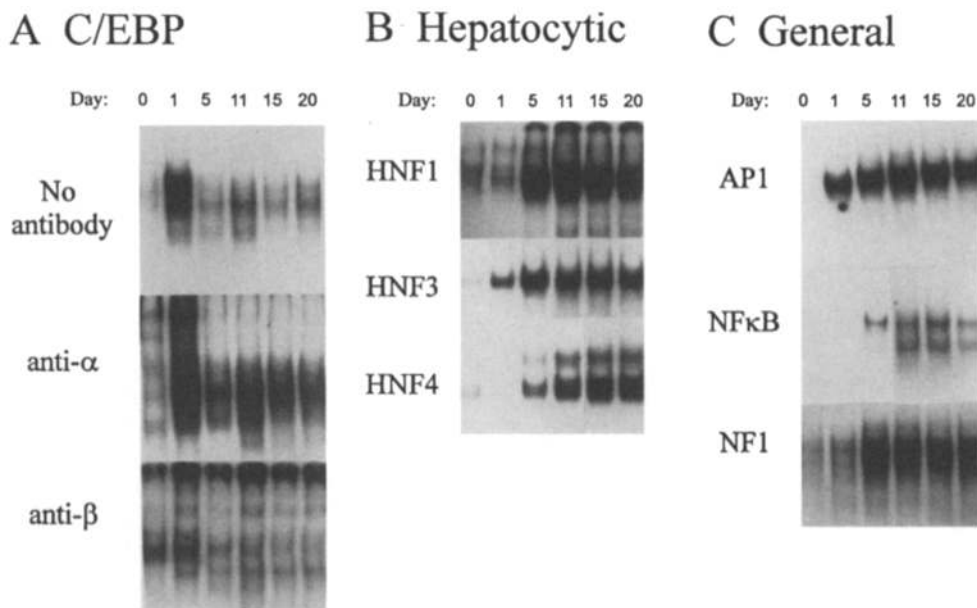 A C/EBP
Day: 0 1 5 11 15 20
No
antibody
anti-α
anti-β
B Hepatocytic
Day: 0 1 5 11 15 20
HNF1
HNF3
HNF4
C General
Day: 0 1 5 11 15 20
AP1
NFκB
NF1